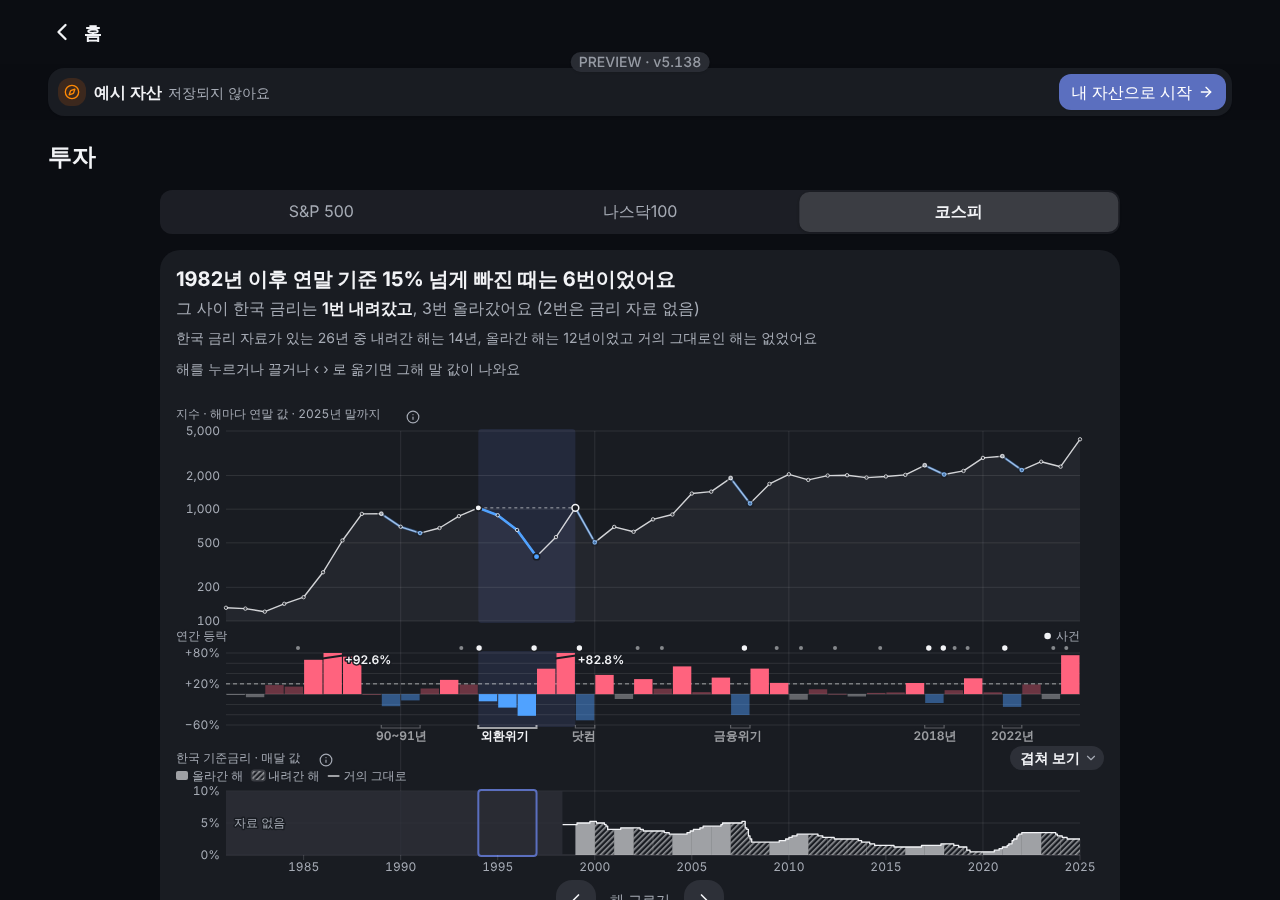 홈
PREVIEW · v5.138
예시 자산 저장되지 않아요
내 자산으로 시작 →
투자
S&P 500 나스닥100 코스피
1982년 이후 연말 기준 15% 넘게 빠진 때는 6번이었어요
그 사이 한국 금리는 1번 내려갔고, 3번 올라갔어요 (2번은 금리 자료 없음)
한국 금리 자료가 있는 26년 중 내려간 해는 14년, 올라간 해는 12년이었고 거의 그대로인 해는 없었어요
해를 누르거나 끌거나 ‹ › 로 옮기면 그해 말 값이 나와요
지수 · 해마다 연말 값 · 2025년 말까지
5,000
2,000
1,000
500
200
100
연간 등락 사건
+80%
+92.6% +82.8%
+20%
−60%
90~91년 외환위기 닷컴 금융위기 2018년 2022년
한국 기준금리 · 매달 값
겹쳐 보기
올라간 해 내려간 해 거의 그대로
10%
5% 자료 없음
0%
1985 1990 1995 2000 2005 2010 2015 2020 2025